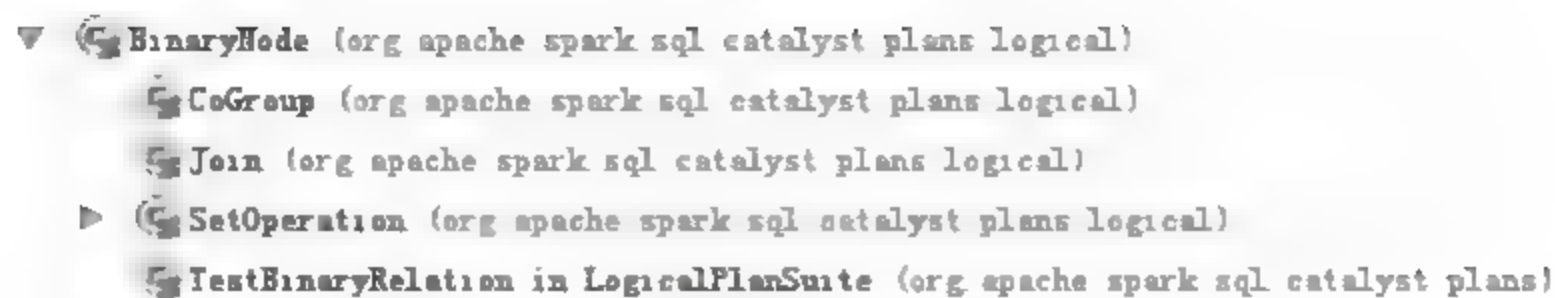 BinaryNode (org apache spark sql catalyst plans logical)
CoGroup (org apache spark sql catalyst plans logical)
Join (org apache spark sql catalyst plans logical)
SetOperation (org apache spark sql catalyst plans logical)
TestBinaryRelation in LogicalPlanSuite (org apache spark sql catalyst plans)